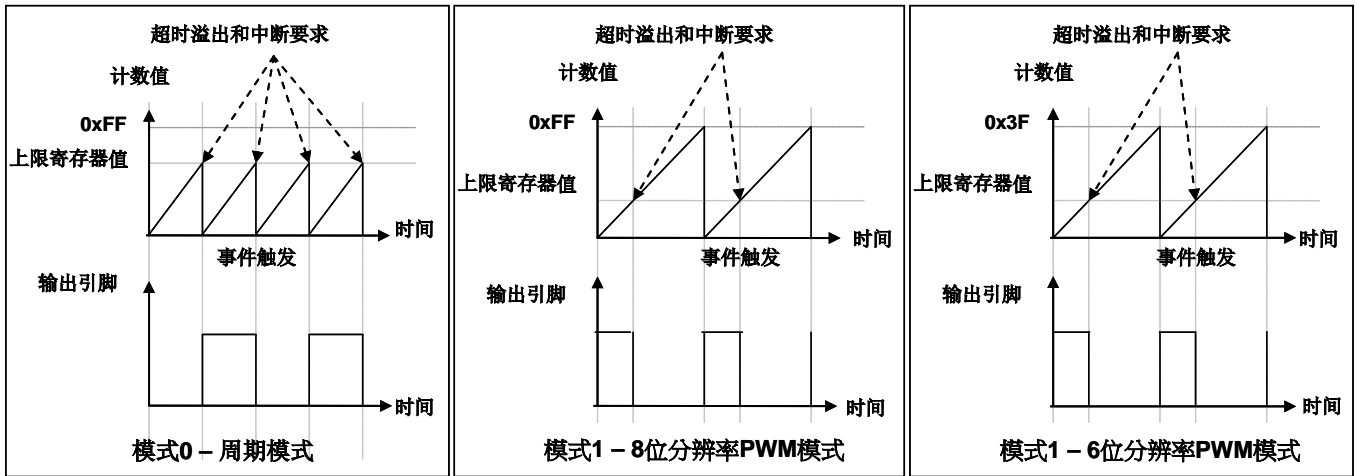 超时溢出和中断要求
计数值
0xFF
上限寄存器值
时间
事件触发
输出引脚
时间
模式0 – 周期模式
超时溢出和中断要求
计数值
0xFF
上限寄存器值
时间
事件触发
输出引脚
时间
模式1 – 8位分辨率PWM模式
超时溢出和中断要求
计数值
0x3F
上限寄存器值
时间
事件触发
输出引脚
时间
模式1 – 6位分辨率PWM模式